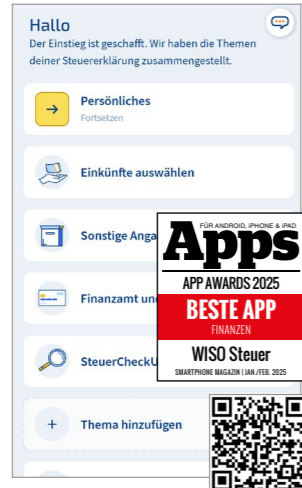 Hallo
Der Einstieg ist geschafft. Wir haben die Themen
deiner Steuererklärung zusammengestellt.
Persönliches
Fortsetzen
Einkünfte auswählen
Sonstige Anga
Finanzamt un
SteuerCheckU
Thema hinzufügen
FÜR ANDROID, iPHONE & iPAD
Apps
APP AWARDS 2025
BESTE APP
FINANZEN
WISO Steuer
SMARTPHONE MAGAZIN | JAN./FEB. 2025